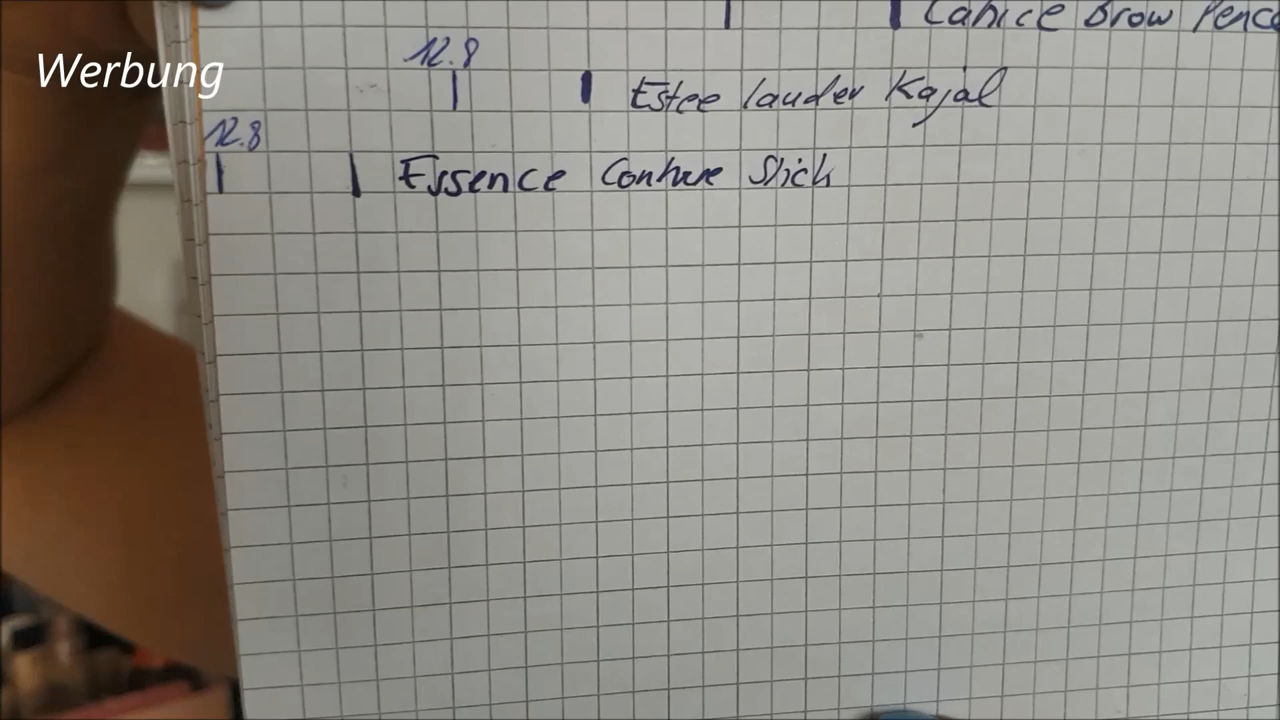 Catrice Brow Penc
Werbung
12.8
Estee lauder Kajal
12.8
Essence Conture Stick